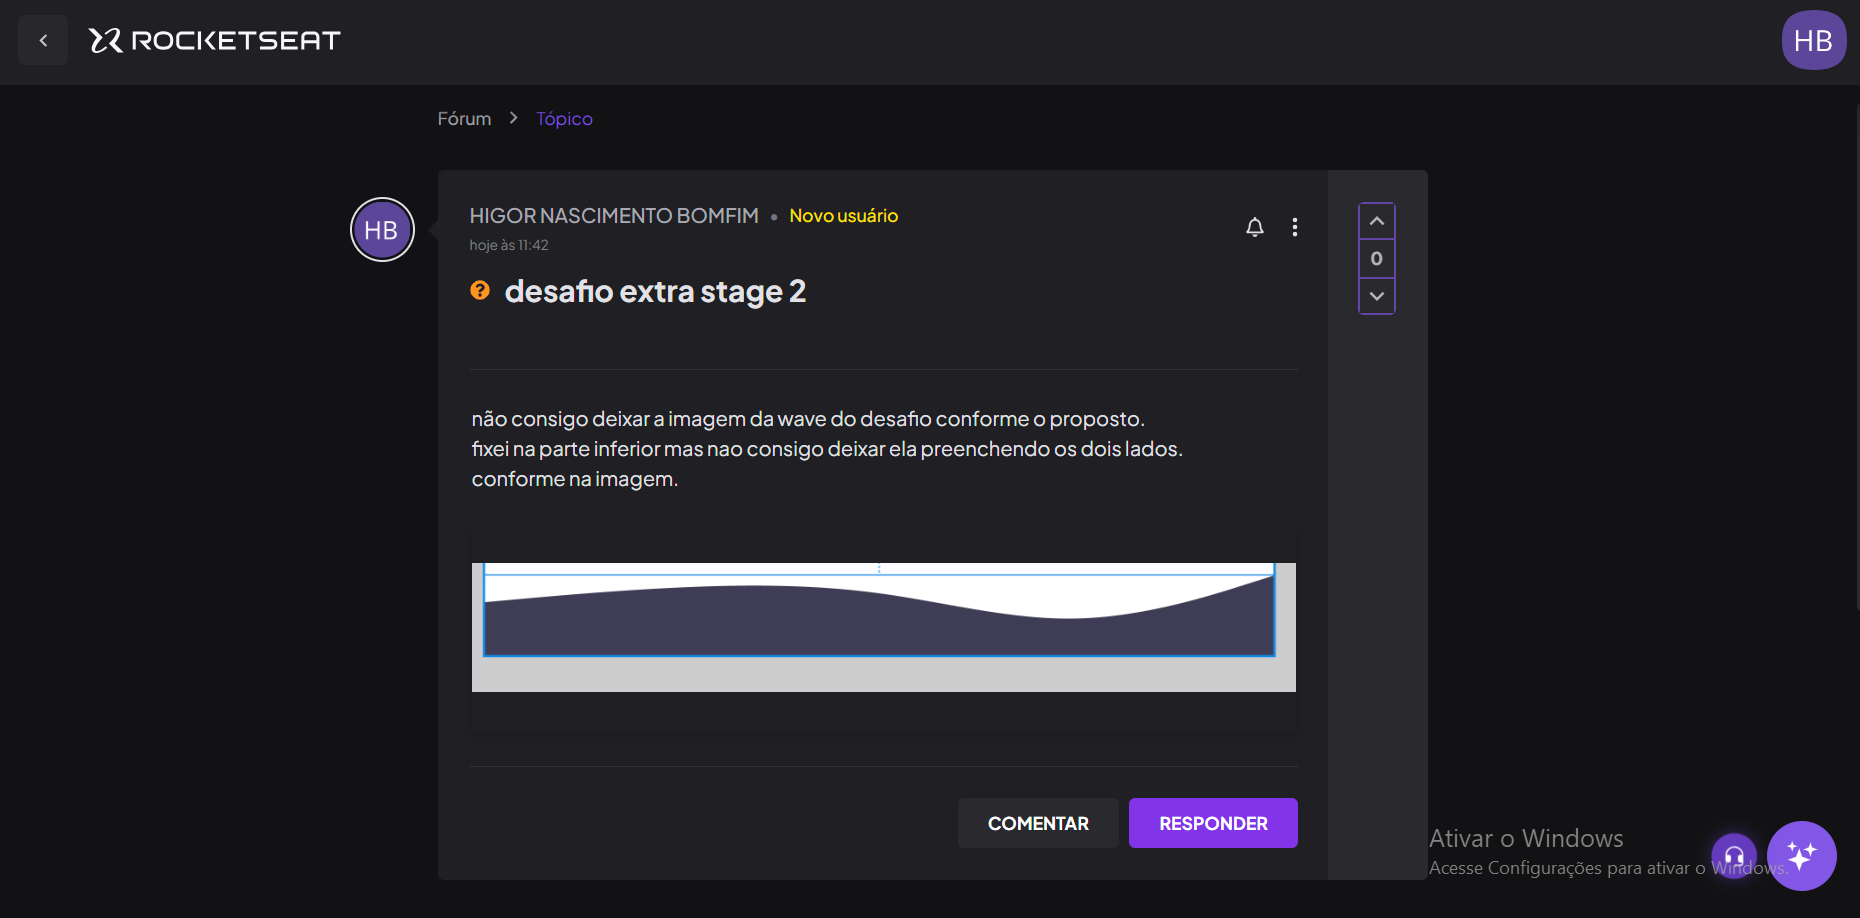 ROCKETSEAT
HB
Fórum > Tópico
HB
HIGOR NASCIMENTO BOMFIM • Novo usuário
hoje às 11:42
desafio extra stage 2
0
não consigo deixar a imagem da wave do desafio conforme o proposto.
fixei na parte inferior mas nao consigo deixar ela preenchendo os dois lados.
conforme na imagem.
COMENTAR
RESPONDER
Ativar o Windows
Acesse Configurações para ativar o Windows.